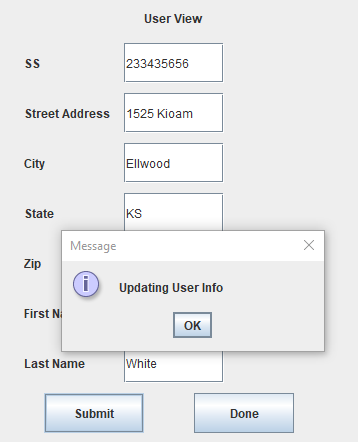 User View
SS 233435656
Street Address 1525 Kioam
City Ellwood
State KS
Message
Zip
Updating User Info
First Na
OK
Last Name White
Submit Done